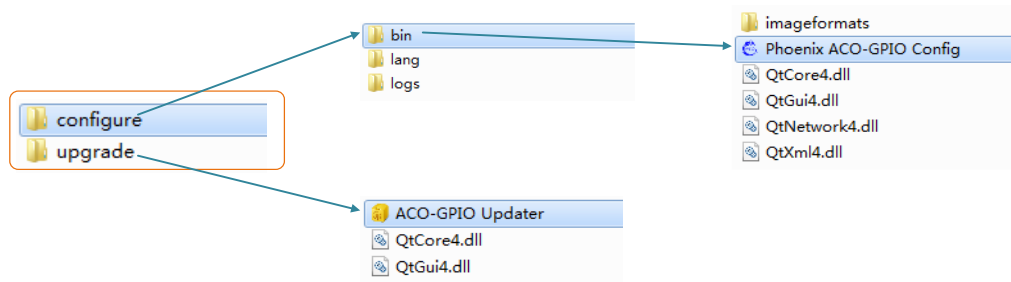 configure
upgrade
bin
lang
logs
imageformats
Phoenix ACO-GPIO Config
QtCore4.dll
QtGui4.dll
QtNetwork4.dll
QtXml4.dll
ACO-GPIO Updater
QtCore4.dll
QtGui4.dll